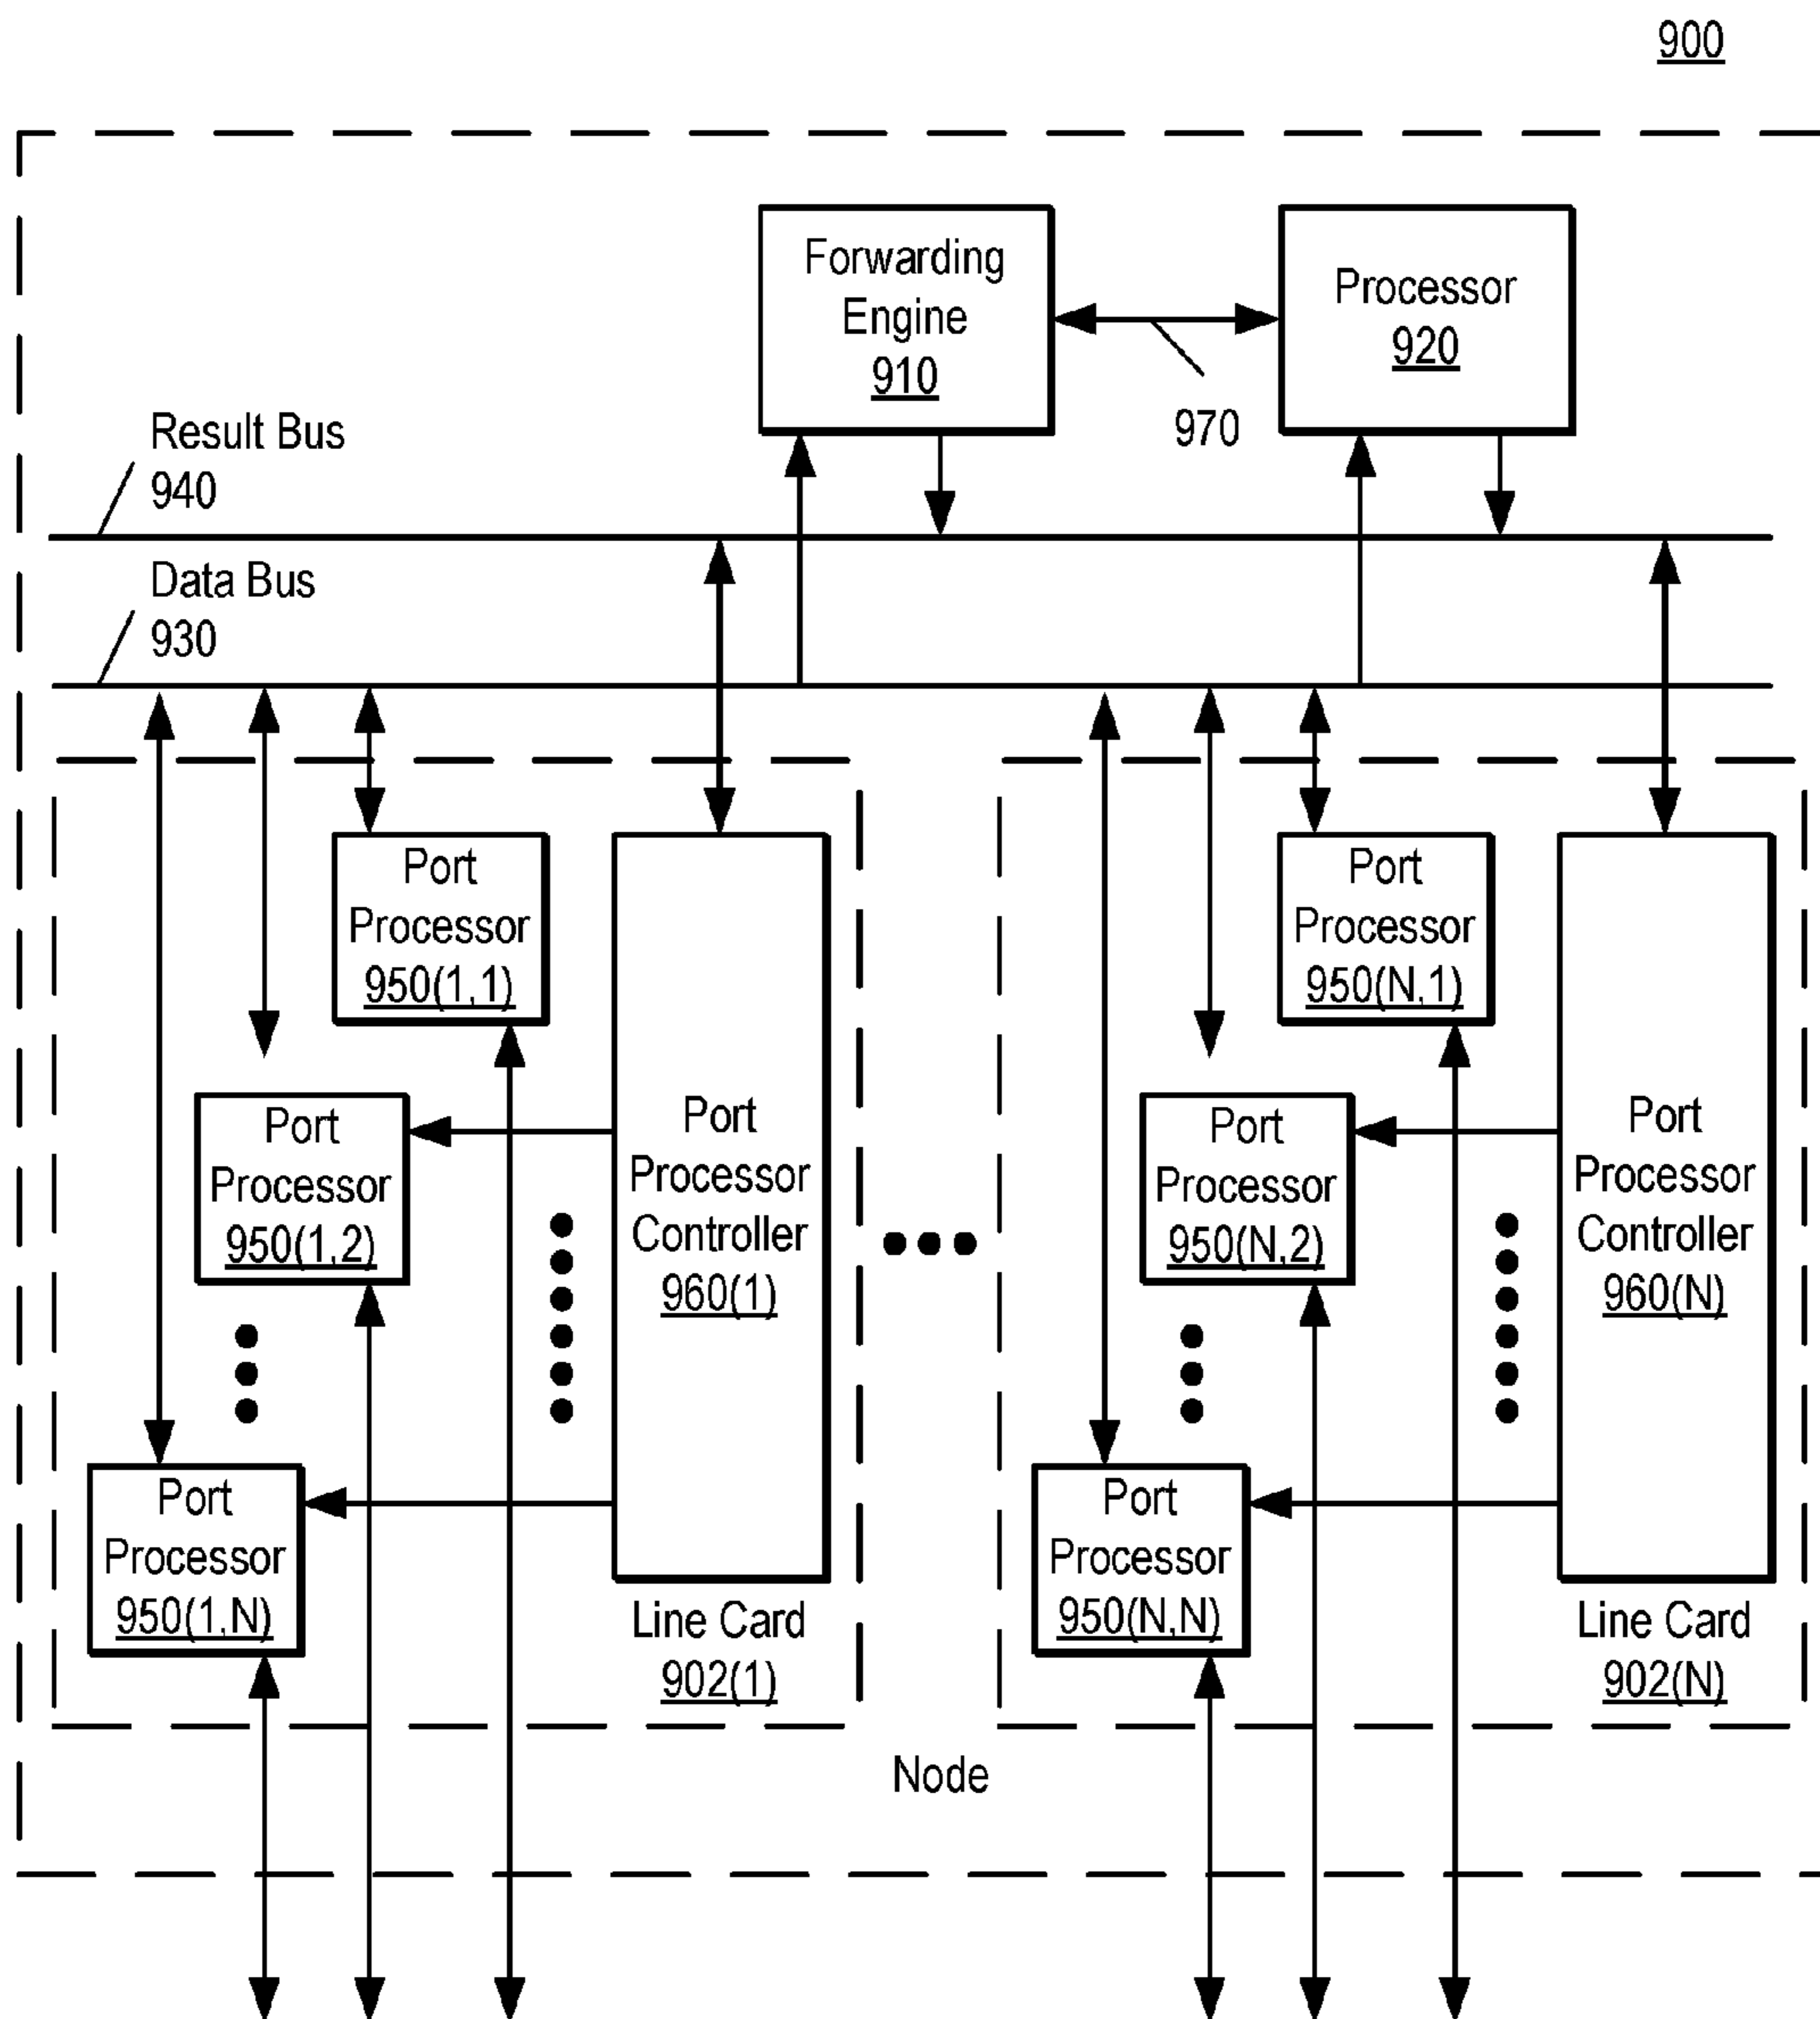 900
Forwarding
Engine
910
Processor
920
970
Result Bus
940
Data Bus
930
Port
Processor
950(1,1)
Port
Processor
950(1,2)
Port
Processor
950(1,N)
Port
Processor
Controller
960(1)
Line Card
902(1)
Port
Processor
950(N,1)
Port
Processor
950(N,2)
Port
Processor
950(N,N)
Port
Processor
Controller
960(N)
Line Card
902(N)
Node